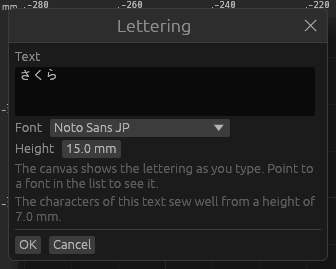 mm -280 -260 -240 -220
Lettering
Text
さくら
Font Noto Sans JP
Height 15.0 mm
The canvas shows the lettering as you type. Point to
a font in the list to see it.
The characters of this text sew well from a height of
7.0 mm.
OK Cancel